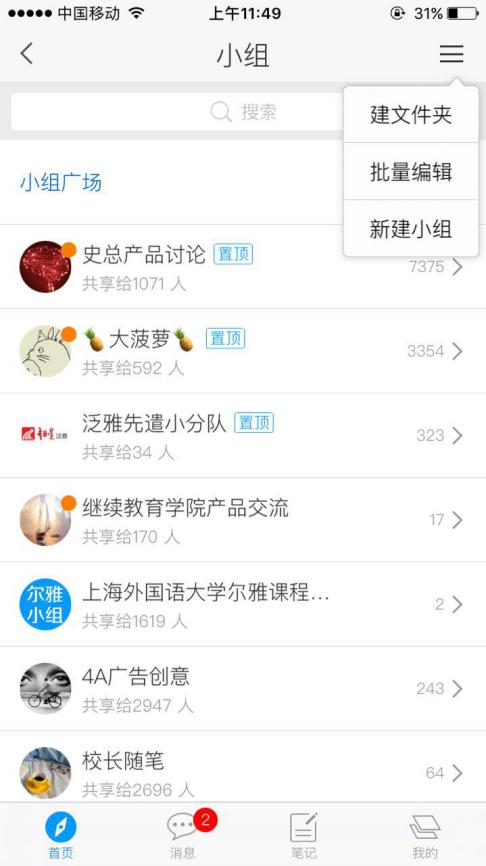 中国移动
上午11:49
31%
小组
建文件夹
批量编辑
新建小组
搜索
小组广场
史总产品讨论 置顶
共享给1071 人
7375
🍍 大菠萝🍍 置顶
共享给592 人
3354
泛雅先遣小分队 置顶
共享给34 人
323
继续教育学院产品交流
共享给170 人
17
尔雅
小组
上海外国语大学尔雅课程...
共享给1619 人
2
4A广告创意
共享给2947 人
243
校长随笔
共享给2696 人
64
2
首页
消息
笔记
我的